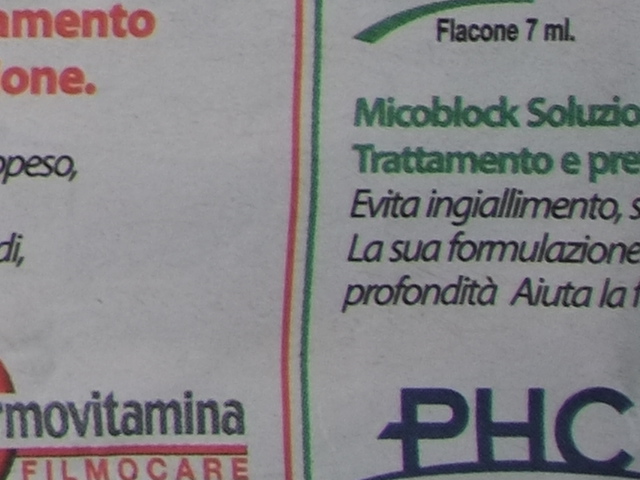 amento
ione.
opeso,
di,
rmovitamina
FILMOCARE
Flacone 7 ml.
Micoblock Soluzio
Trattamento e pre
Evita ingiallimento, s
La sua formulazione
profondità Aiuta la f
PHC